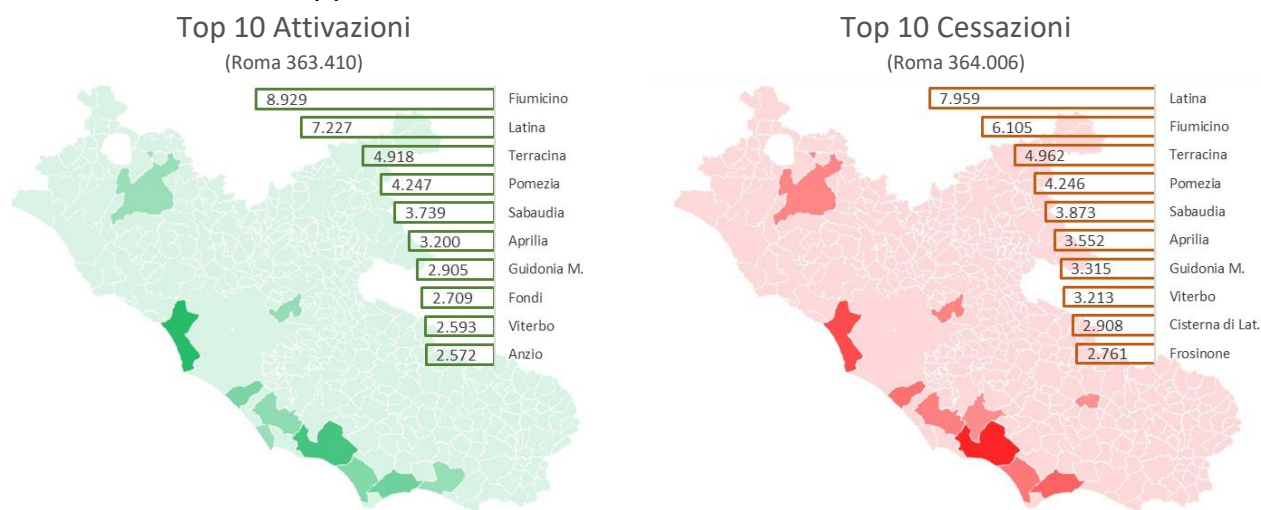 Top 10 Attivazioni
(Roma 363.410)
8.929 Fiumicino
7.227 Latina
4.918 Terracina
4.247 Pomezia
3.739 Sabaudia
3.200 Aprilia
2.905 Guidonia M.
2.709 Fondi
2.593 Viterbo
2.572 Anzio
Top 10 Cessazioni
(Roma 364.006)
7.959 Latina
6.105 Fiumicino
4.962 Terracina
4.246 Pomezia
3.873 Sabaudia
3.552 Aprilia
3.315 Guidonia M.
3.213 Viterbo
2.908 Cisterna di Lat.
2.761 Frosinone